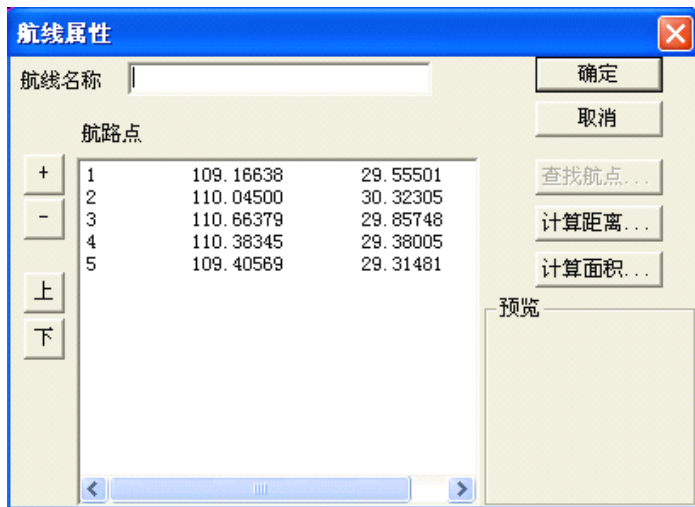 航线属性
航线名称
确定
取消
航路点
+
-
上
下
1 109.16638 29.55501
2 110.04500 30.32305
3 110.66379 29.85748
4 110.38345 29.38005
5 109.40569 29.31481
查找航点...
计算距离...
计算面积...
预览